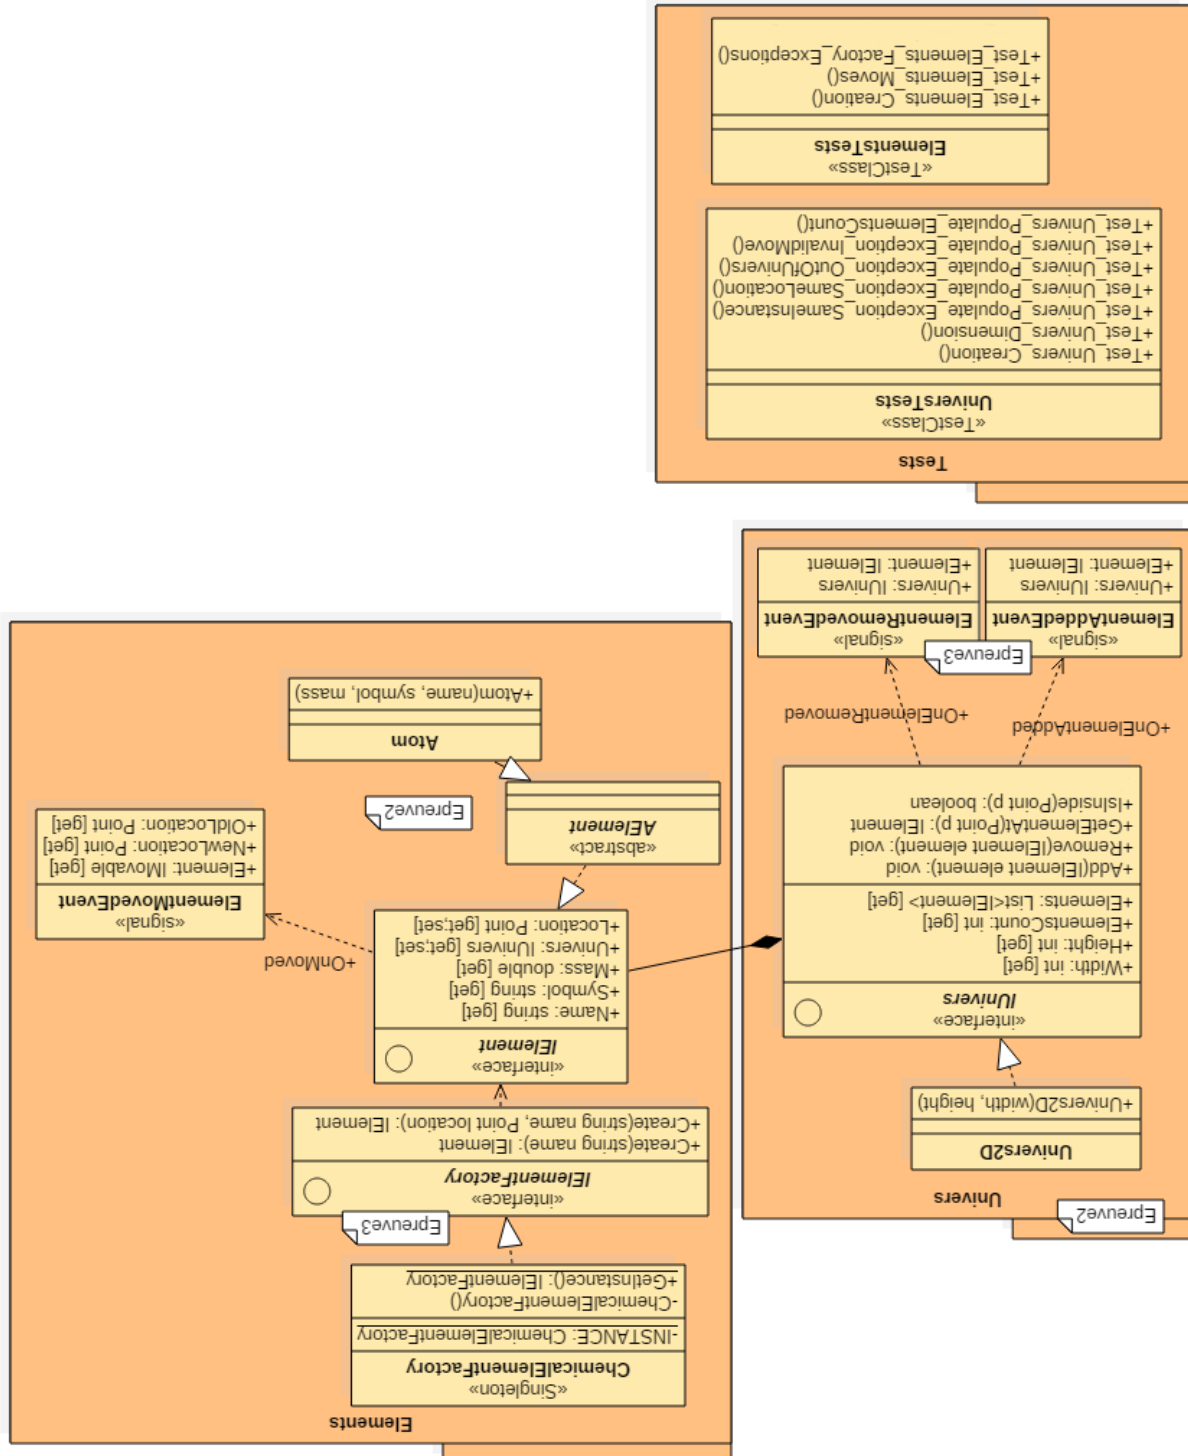 Elements
«Singleton»
ChemicalElementFactory
-INSTANCE: ChemicalElementFactory
-ChemicalElementFactory()
+GetInstance(): IElementFactory
Epreuve3
«interface»
IElementFactory
+Create(string name): IElement
+Create(string name, Point location): IElement
«interface»
IElement
+Name: string [get]
+Symbol: string [get]
+Mass: double [get]
+Univers: IUnivers [get;set]
+Location: Point [get;set]
+OnMoved
«signal»
ElementMovedEvent
+Element: IMovable [get]
+NewLocation: Point [get]
+OldLocation: Point [get]
«abstract»
AElement
Epreuve2
Atom
+Atom(name, symbol, mass)
Epreuve2
Univers
Univers2D
+Univers2D(width, height)
«interface»
IUnivers
+Width: int [get]
+Height: int [get]
+ElementsCount: int [get]
+Elements: List<IElement> [get]
+Add(IElement element): void
+Remove(IElement element): void
+GetElementAt(Point p): IElement
+IsInside(Point p): boolean
+OnElementAdded
+OnElementRemoved
Epreuve3
«signal»
ElementAddedEvent
+Univers: IUnivers
+Element: IElement
«signal»
ElementRemovedEvent
+Univers: IUnivers
+Element: IElement
Tests
«TestClass»
UniversTests
+Test_Univers_Creation()
+Test_Univers_Dimension()
+Test_Univers_Populate_Exception_SameInstance()
+Test_Univers_Populate_Exception_SameLocation()
+Test_Univers_Populate_Exception_OutOfUnivers()
+Test_Univers_Populate_Exception_InvalidMove()
+Test_Univers_Populate_ElementsCount()
«TestClass»
ElementsTests
+Test_Elements_Creation()
+Test_Elements_Moves()
+Test_Elements_Factory_Exceptions()